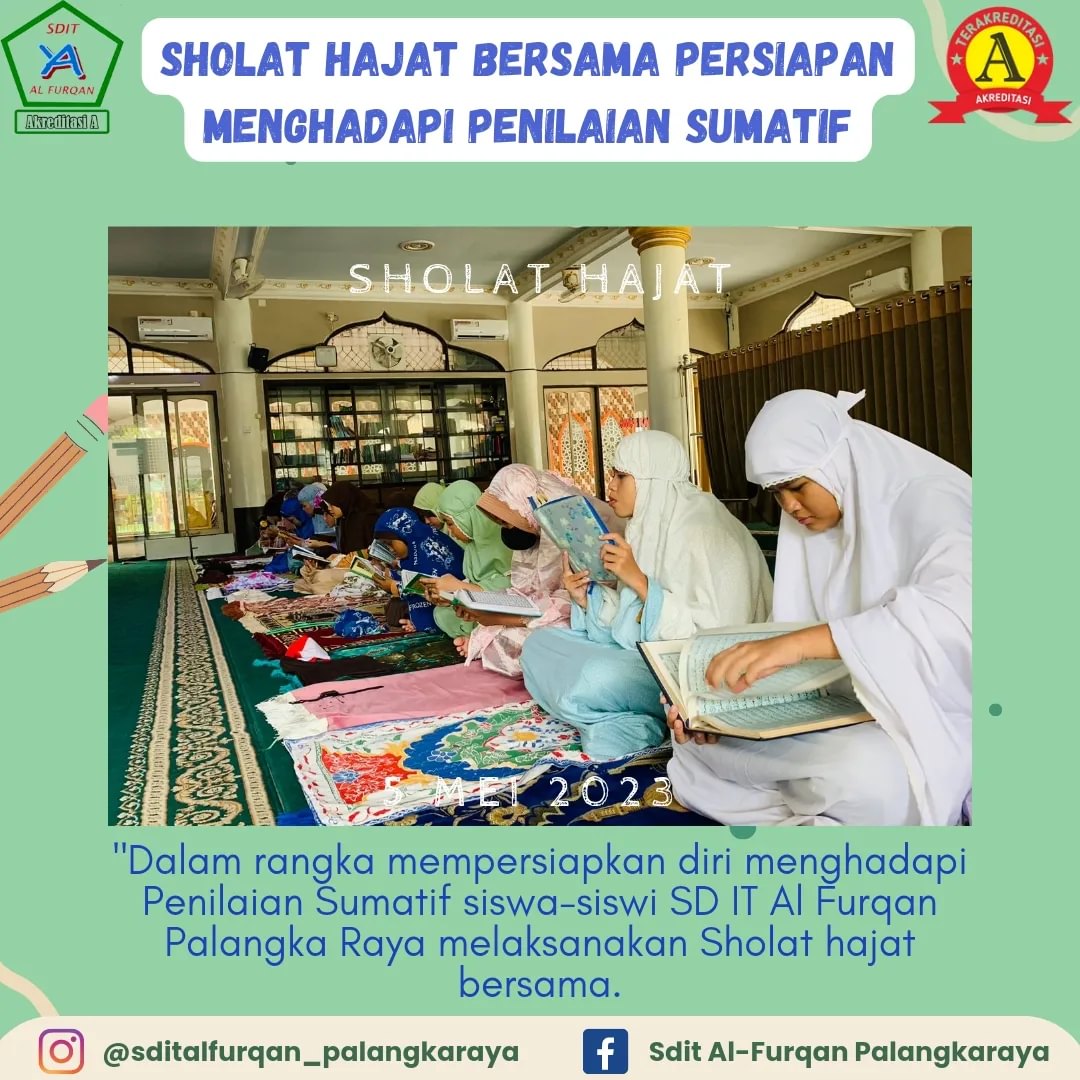 SDIT
YA
AL FURQAN
Akreditasi A
SHOLAT HAJAT BERSAMA PERSIAPAN
MENGHADAPI PENILAIAN SUMATIF
TERAKREDITASI
A
AKREDITASI
SHOLAT HAJAT
FROZEN
5 MEI 2023
"Dalam rangka mempersiapkan diri menghadapi
Penilaian Sumatif siswa-siswi SD IT Al Furqan
Palangka Raya melaksanakan Sholat hajat
bersama.
@sditalfurqan_palangkaraya
Sdit Al-Furqan Palangkaraya